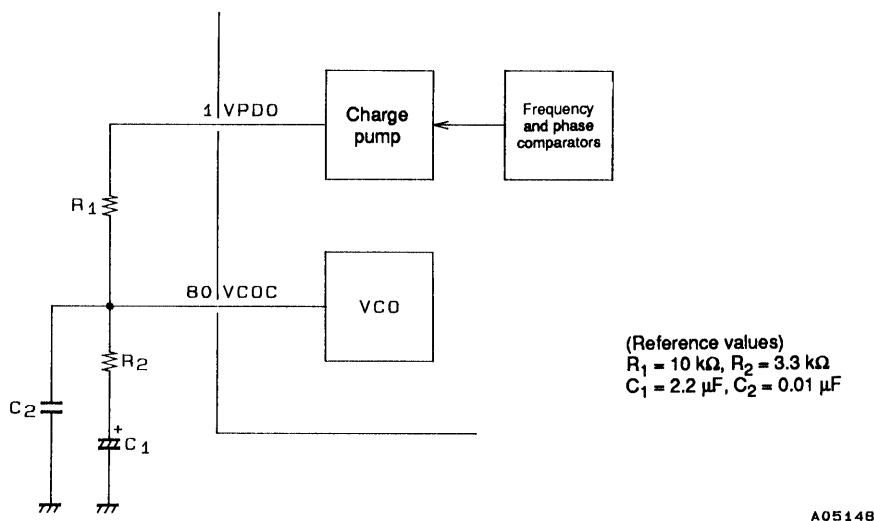 1 VPDO
Charge
pump
Frequency
and phase
comparators
R1
80 VCOC
VCO
R2
C2
+
C1
(Reference values)
R1 = 10 kΩ, R2 = 3.3 kΩ
C1 = 2.2 µF, C2 = 0.01 µF
A05148